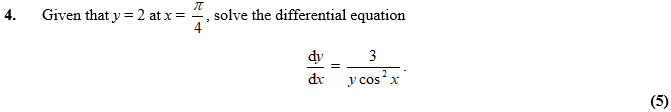 4. Given that y = 2 at x = π/4, solve the differential equation
dy/dx = 3/(y cos² x).
(5)